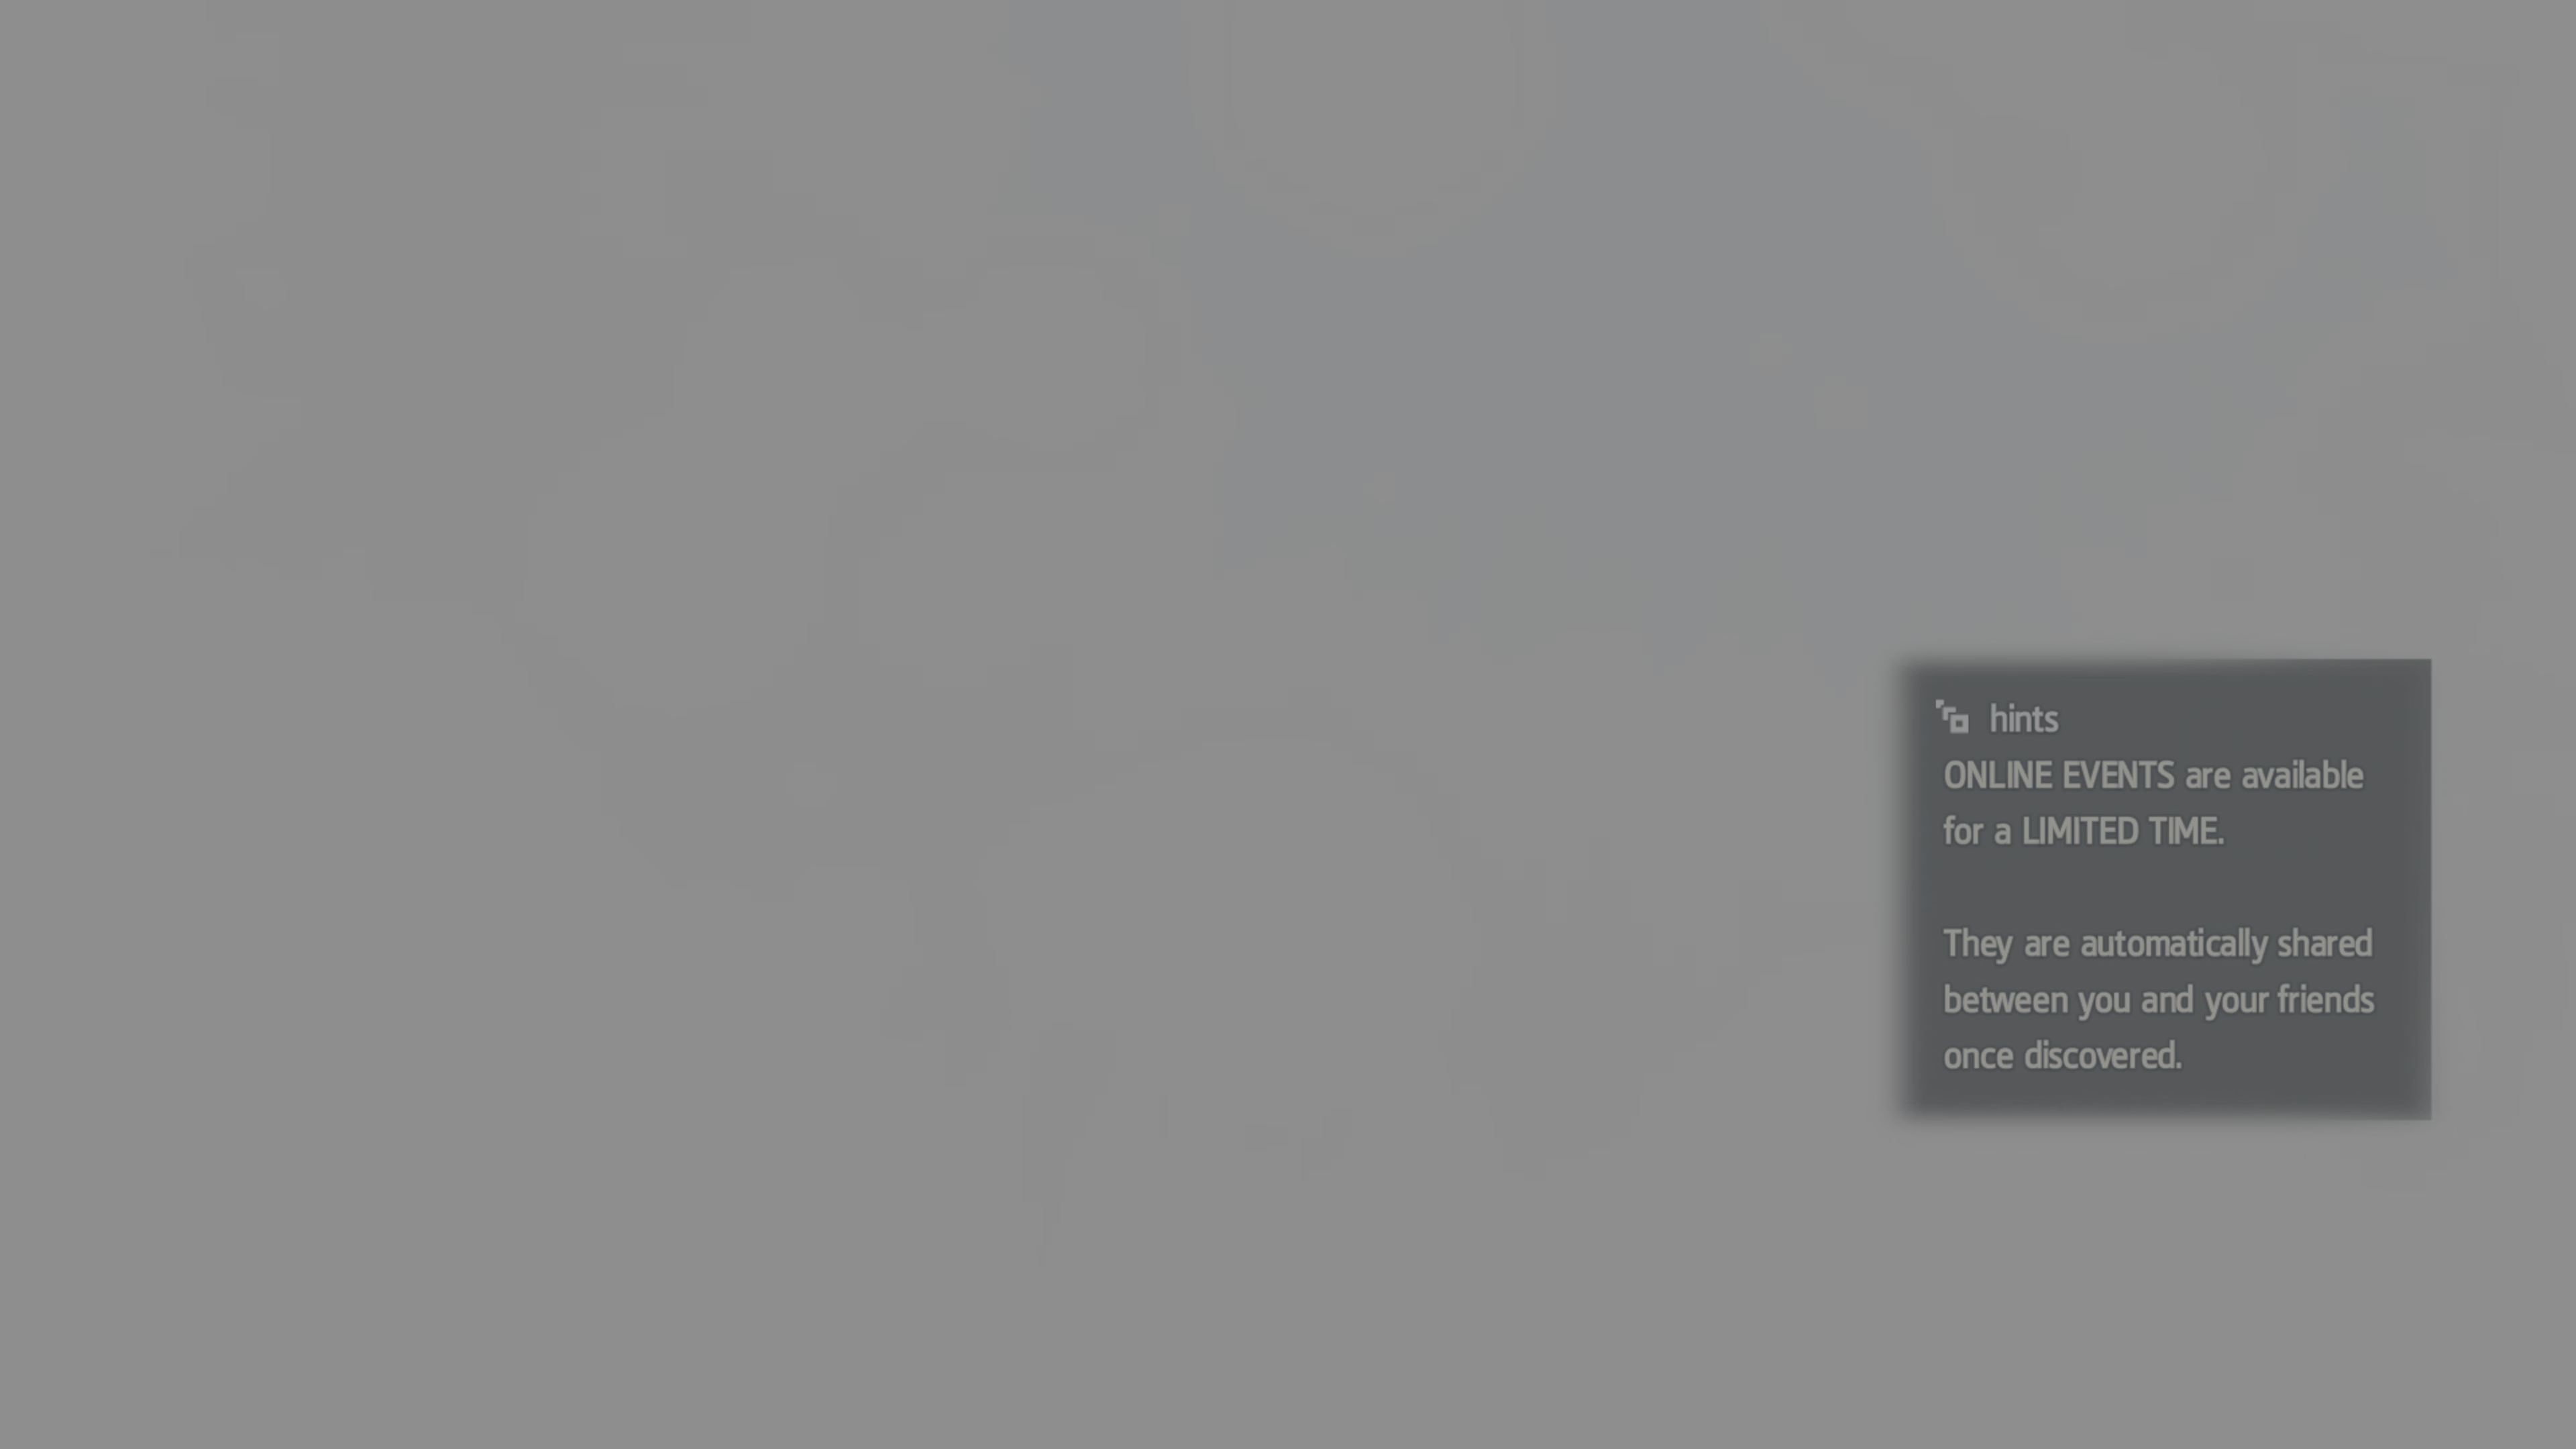 hints
ONLINE EVENTS are available
for a LIMITED TIME.
They are automatically shared
between you and your friends
once discovered.